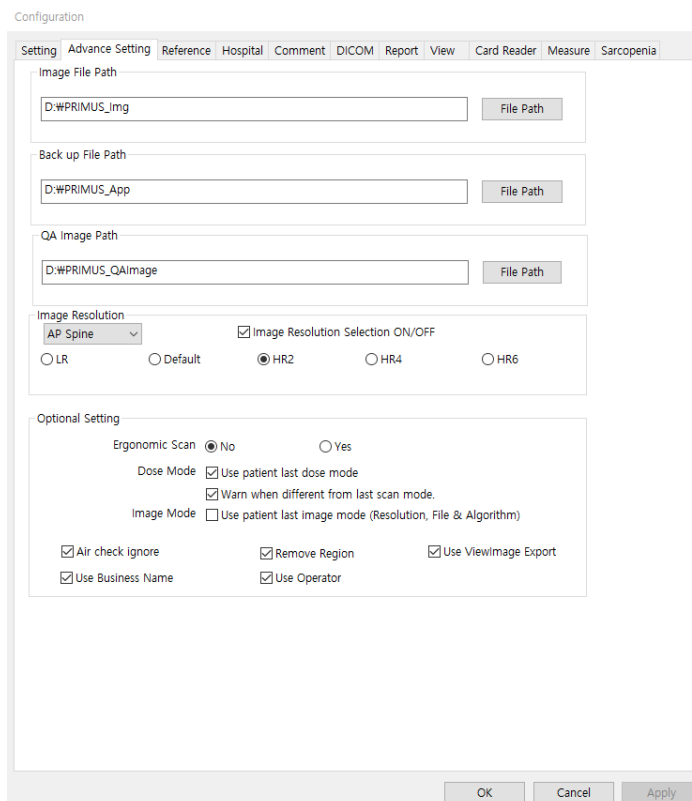 Configuration
Setting Advance Setting Reference Hospital Comment DICOM Report View Card Reader Measure Sarcopenia
Image File Path
D:₩PRIMUS_Img File Path
Back up File Path
D:₩PRIMUS_App File Path
QA Image Path
D:₩PRIMUS_QAImage File Path
Image Resolution
AP Spine Image Resolution Selection ON/OFF
LR Default HR2 HR4 HR6
Optional Setting
Ergonomic Scan No Yes
Dose Mode Use patient last dose mode
Warn when different from last scan mode.
Image Mode Use patient last image mode (Resolution, File & Algorithm)
Air check ignore Remove Region Use ViewImage Export
Use Business Name Use Operator
OK Cancel Apply